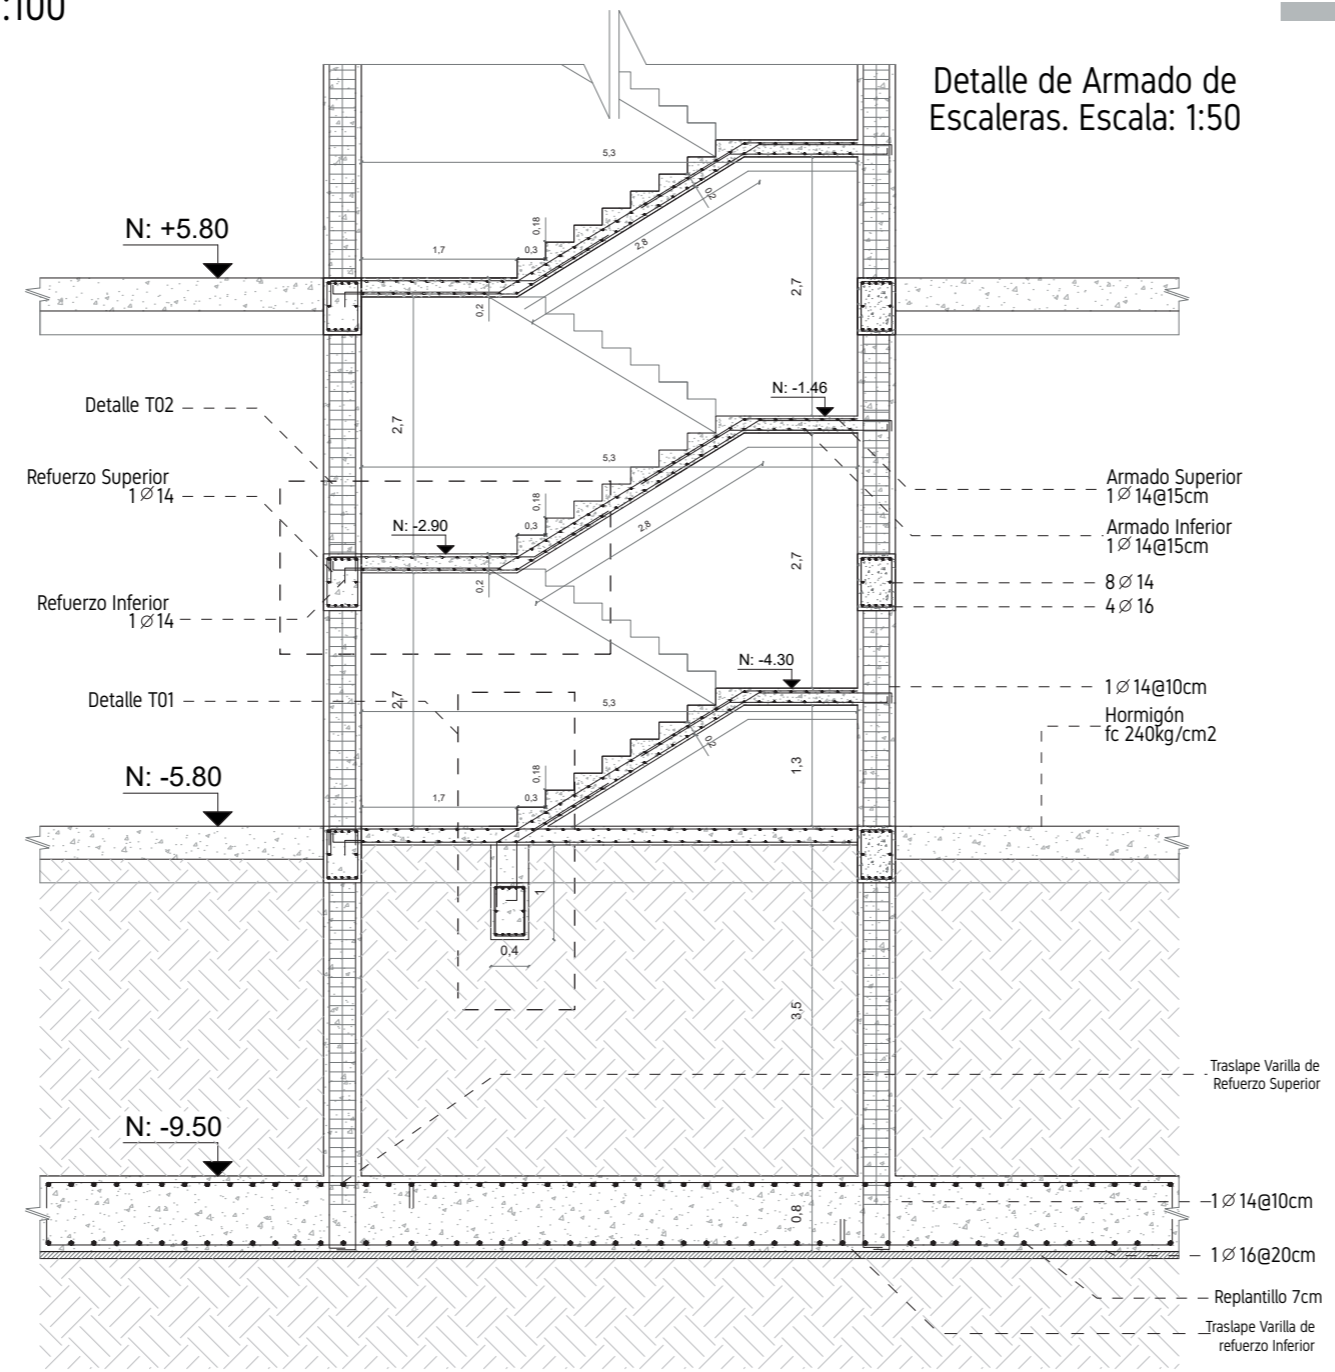 :100
Detalle de Armado de
Escaleras. Escala: 1:50
5,3
0,2
N: +5.80
0,18
1,7
0,3
2,8
2,7
0,2
N: -1.46
Detalle T02
2,7
5,3
Refuerzo Superior
1 Ø 14
Armado Superior
1 Ø 14@15cm
0,18
N: -2.90
0,3
2,8
Armado Inferior
1 Ø 14@15cm
2,7
0,2
8 Ø 14
Refuerzo Inferior
1 Ø 14
4 Ø 16
N: -4.30
Detalle T01
2,7
5,3
1 Ø 14@10cm
Hormigón
fc 240kg/cm2
0,2
N: -5.80
0,18
1,3
1,7
0,3
1
0,4
3,5
Traslape Varilla de
Refuerzo Superior
N: -9.50
0,8
1 Ø 14@10cm
1 Ø 16@20cm
Replantillo 7cm
Traslape Varilla de
refuerzo Inferior